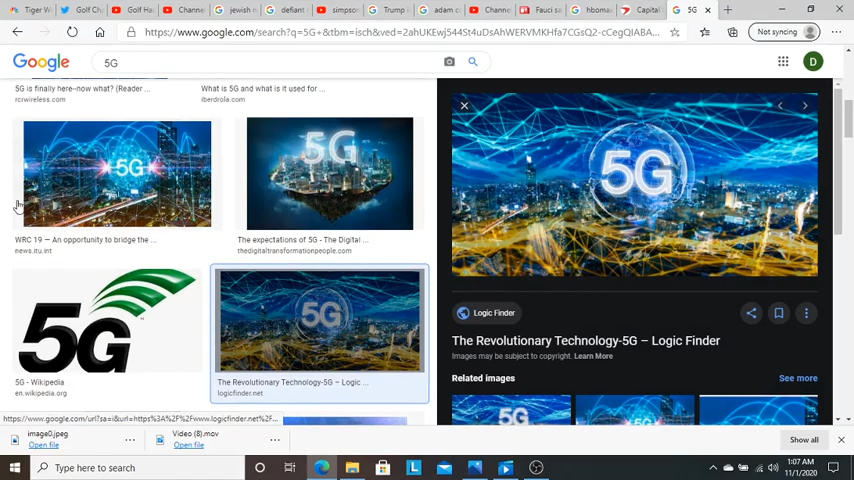 Tiger W
Golf Ch
Golf Ha
Channel
jewish n
defiant
simpson
Trump i
adam co
Channel
Fauci sa
hboma
Capital
5G
https://www.google.com/search?q=5G+&tbm=isch&ved=2ahUKEwj544St4uDsAhWERVMKHfa7CGsQ2-cCegQIABA...
Not syncing
Google
5G
D
5G is finally here--now what? (Reader ...
rcrwireless.com
What is 5G and what is it used for ...
iberdrola.com
5G
WRC 19 — An opportunity to bridge the ...
news.itu.int
5G
The expectations of 5G - The Digital ...
thedigitaltransformationpeople.com
5G
5G - Wikipedia
en.wikipedia.org
5G
The Revolutionary Technology-5G – Logic ...
logicfinder.net
5G
Logic Finder
The Revolutionary Technology-5G – Logic Finder
Images may be subject to copyright. Learn More
Related images
See more
5G
5G
https://www.google.com/url?sa=i&url=https%3A%2F%2Fwww.logicfinder.net%2F...
image0.jpeg
Open file
Video (8).mov
Open file
Show all
Type here to search
L
1:07 AM
11/1/2020